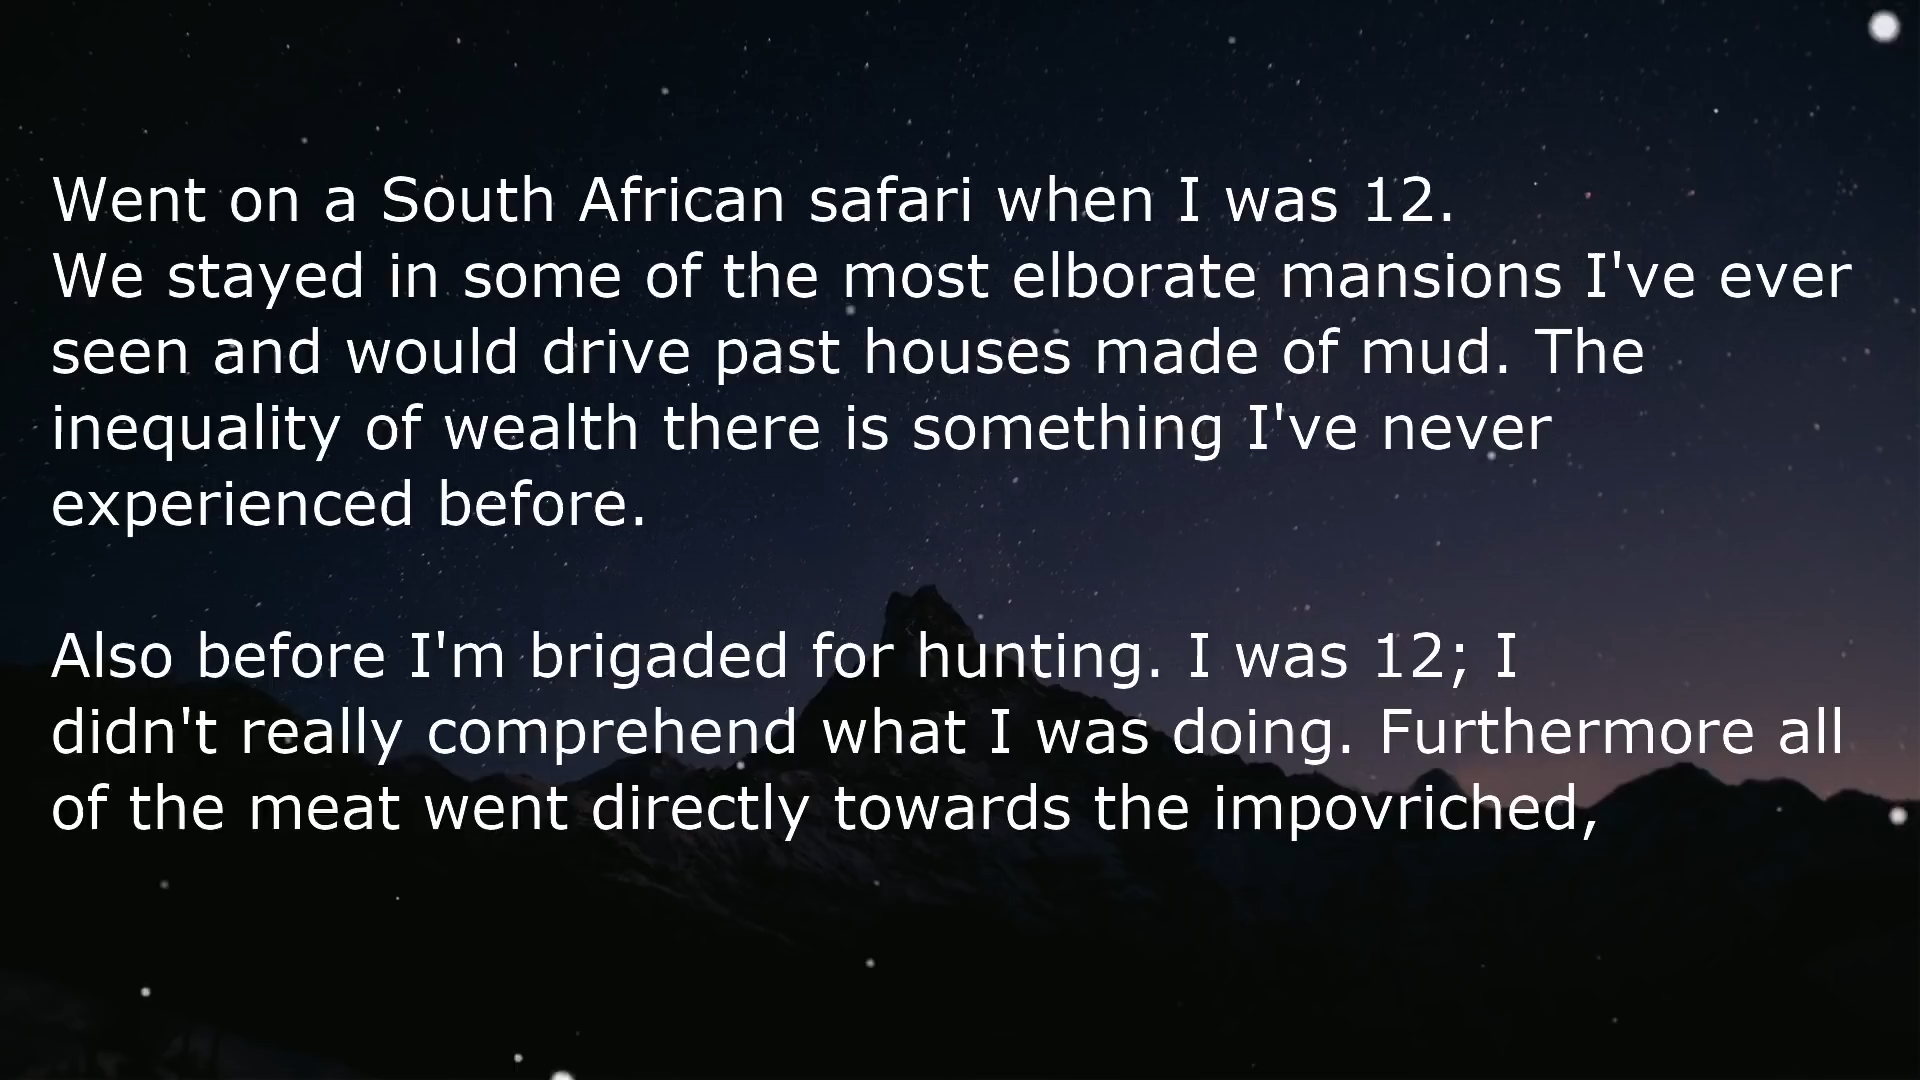 Went on a South African safari when I was 12.
We stayed in some of the most elborate mansions I've ever
seen and would drive past houses made of mud. The
inequality of wealth there is something I've never
experienced before.
Also before I'm brigaded for hunting. I was 12; I
didn't really comprehend what I was doing. Furthermore all
of the meat went directly towards the impovriched,